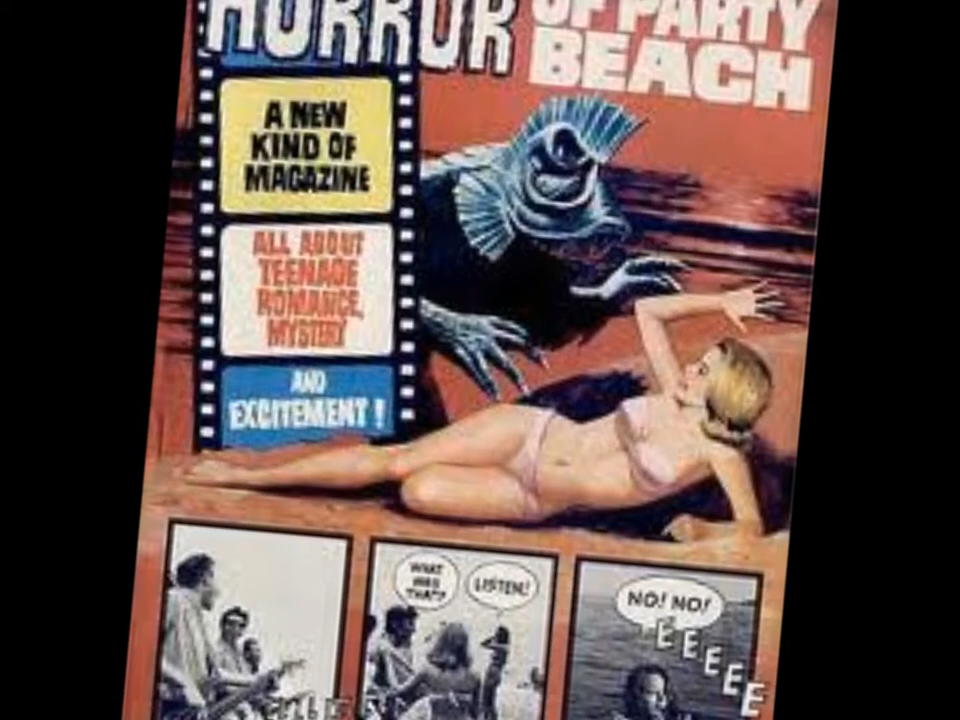 HORROR
OF PARTY
BEACH
A NEW
KIND OF
MAGAZINE
ALL ABOUT
TEENAGE
ROMANCE,
MYSTERY
AND
EXCITEMENT!
WHAT
WAS
THAT?
LISTEN!
NO! NO!
EEEEE